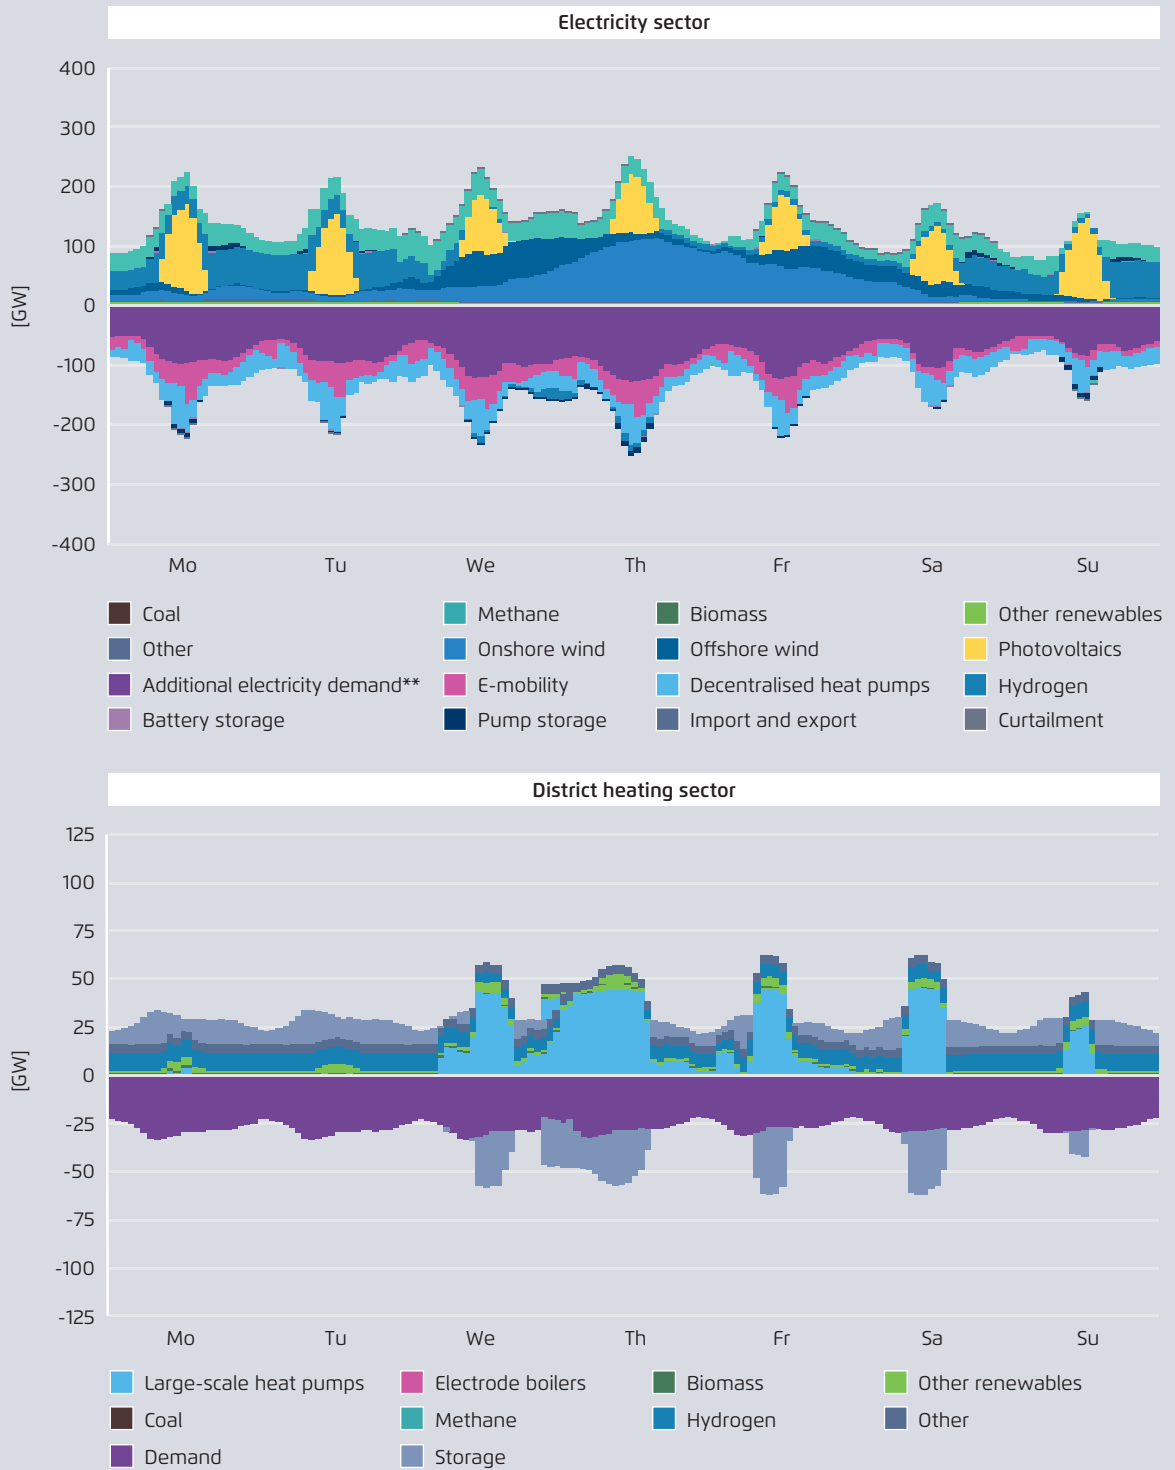 Electricity sector
400
300
200
100
0
-100
-200
-300
-400
[GW]
Mo Tu We Th Fr Sa Su
Coal Methane Biomass Other renewables
Other Onshore wind Offshore wind Photovoltaics
Additional electricity demand** E-mobility Decentralised heat pumps Hydrogen
Battery storage Pump storage Import and export Curtailment
District heating sector
125
100
75
50
25
0
-25
-50
-75
-100
-125
[GW]
Mo Tu We Th Fr Sa Su
Large-scale heat pumps Electrode boilers Biomass Other renewables
Coal Methane Hydrogen Other
Demand Storage